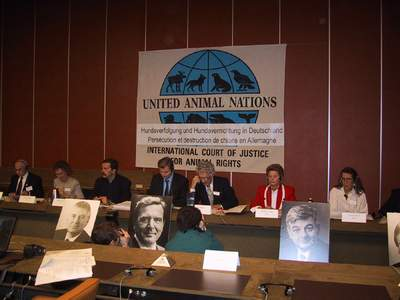 UNITED ANIMAL NATIONS
Hundeverfolgung und Hundevernichtung in Deutschland
Persécution et destruction de chiens en Allemagne
INTERNATIONAL COURT OF JUSTICE
FOR ANIMAL RIGHTS